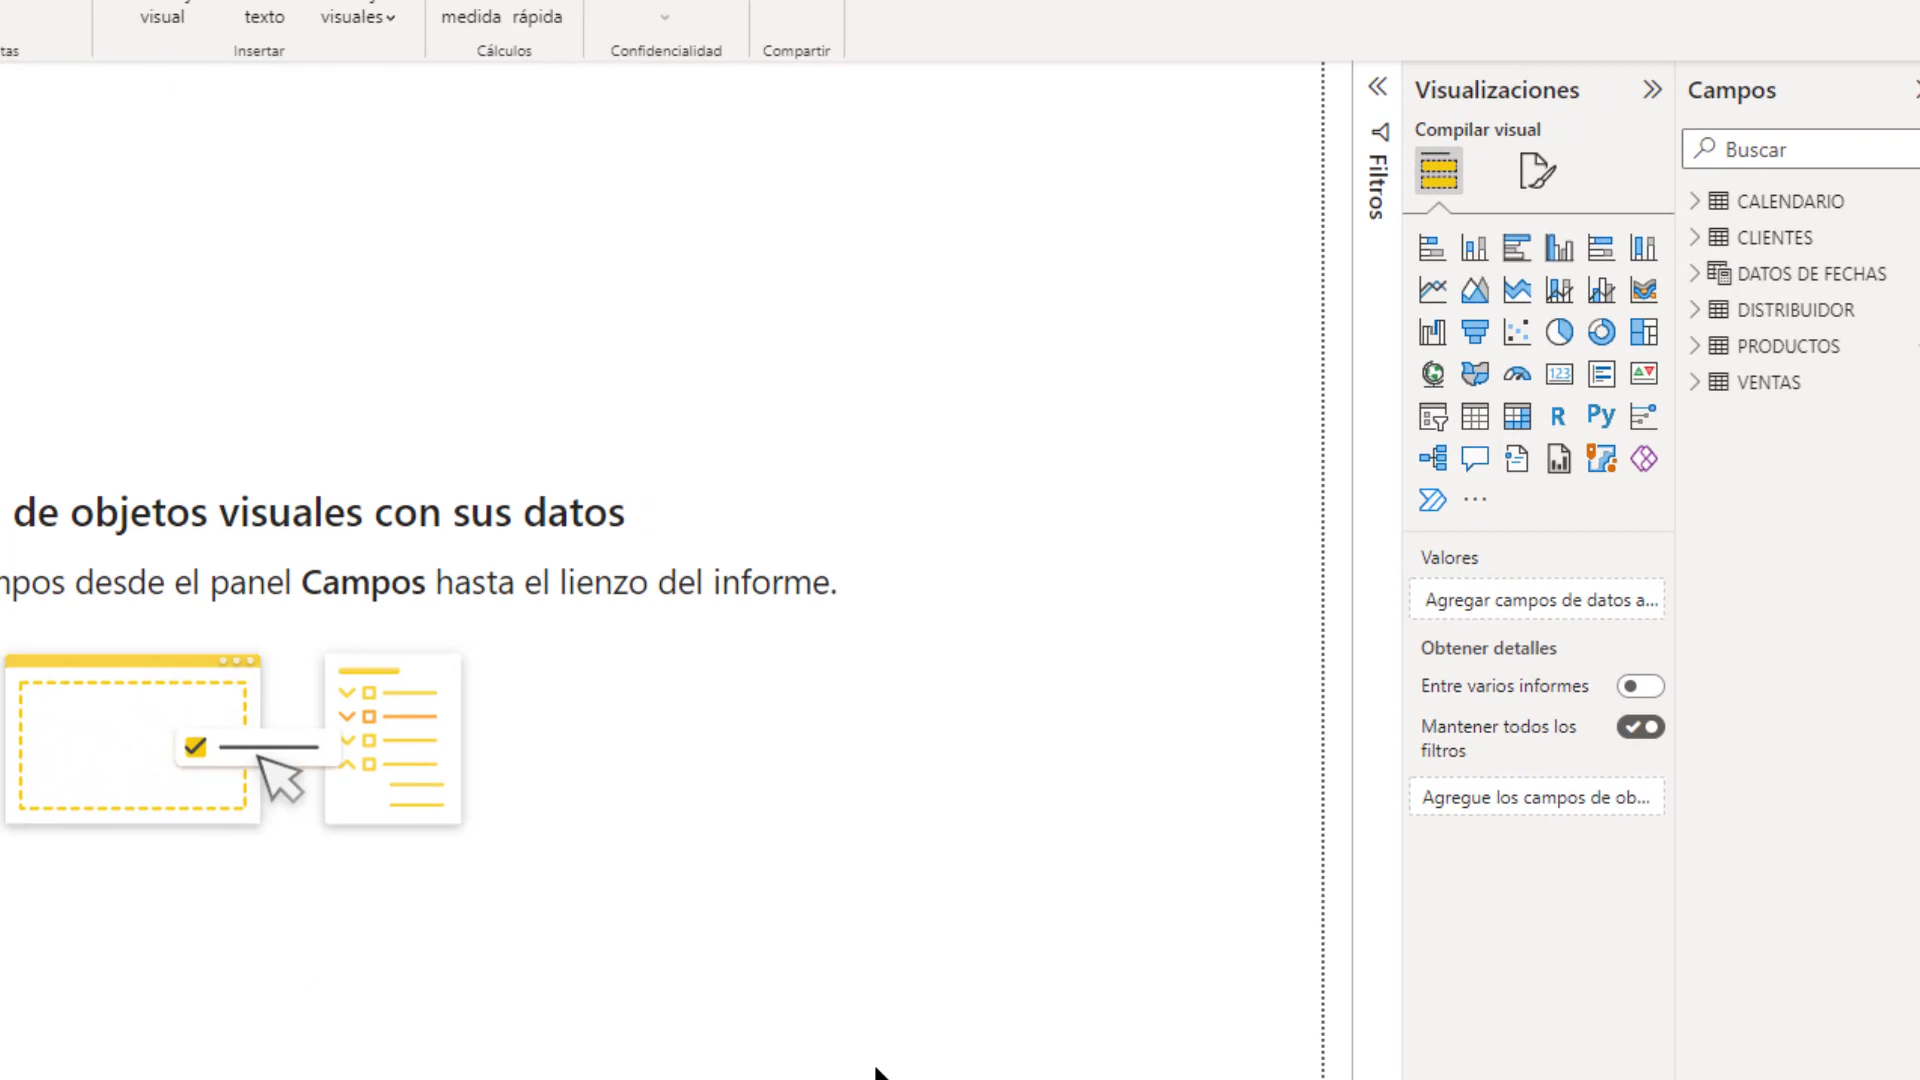 visual
texto
visuales
medida rápida
Insertar
Cálculos
Confidencialidad
Compartir
Filtros
Visualizaciones
Compilar visual
R
Py
123
Valores
Agregar campos de datos a...
Obtener detalles
Entre varios informes
Mantener todos los
filtros
Agregue los campos de ob...
Campos
Buscar
CALENDARIO
CLIENTES
DATOS DE FECHAS
DISTRIBUIDOR
PRODUCTOS
VENTAS
de objetos visuales con sus datos
mpos desde el panel Campos hasta el lienzo del informe.